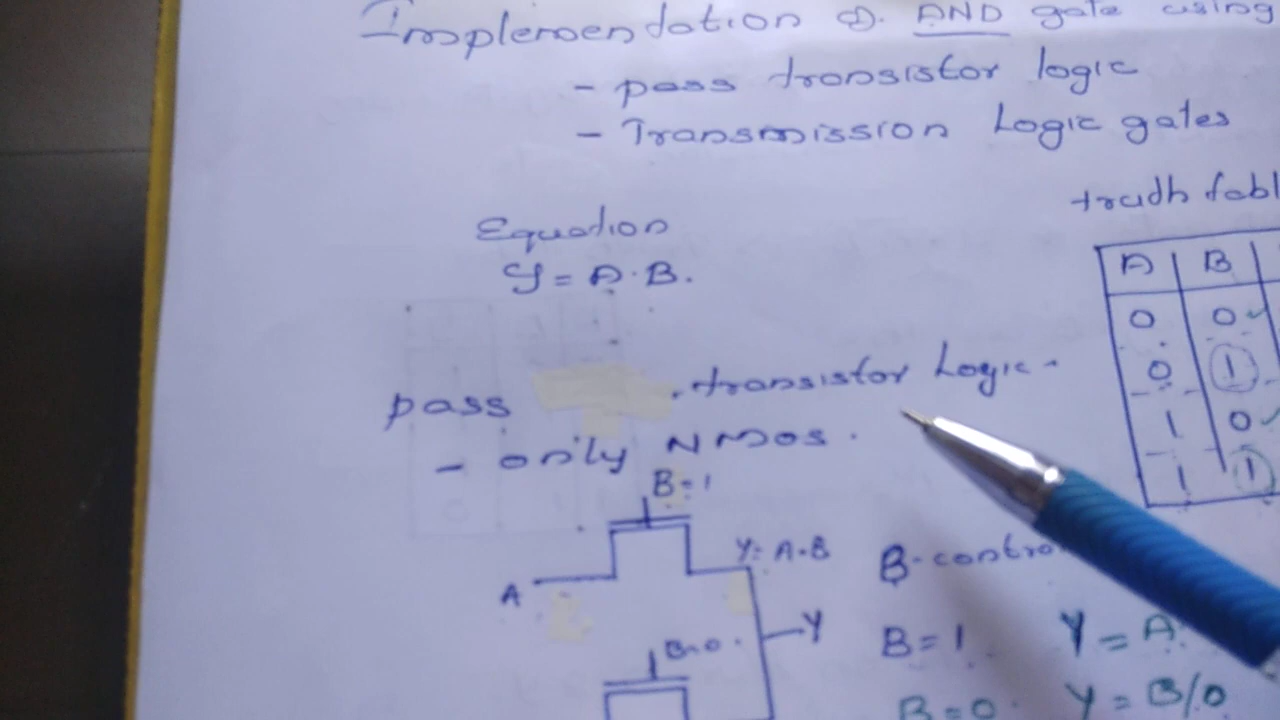 Implementation of AND gate using
- pass transistor logic
- Transmission Logic gates
Equation
Y = A·B.
truth tabl
A B
0 0
0 1
1 0
1 1
pass transistor Logic-
- only NMOS.
B=1
A
Y= A·B
Y
B=0
B-contro
B=1 Y = A
B=0 Y = B/0